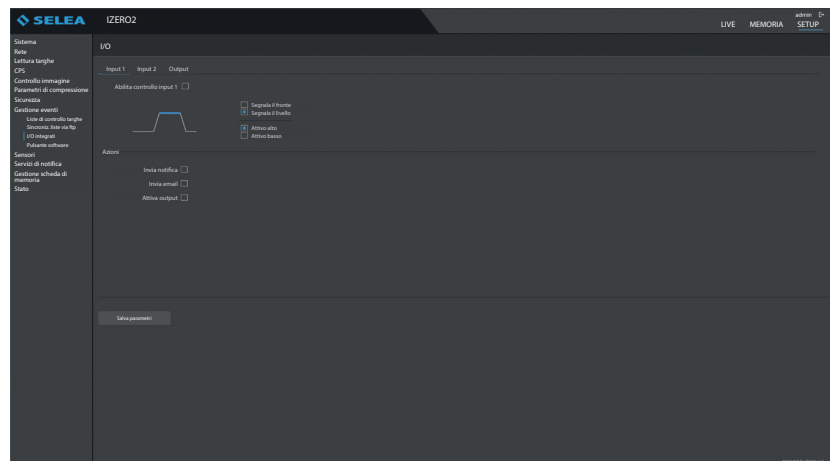 SELEA
IZERO2
admin
LIVE MEMORIA SETUP
Sistema
Rete
Lettura targhe
CPS
Controllo immagine
Parametri di compressione
Sicurezza
Gestione eventi
Liste di controllo targhe
Sincroniz. liste via ftp
I/O integrati
Pulsante software
Sensori
Servizi di notifica
Gestione scheda di
memoria
Stato
I/O
Input 1 Input 2 Output
Abilita controllo input 1
Segnala il fronte
Segnala il livello
Attivo alto
Attivo basso
Azioni
Invia notifica
Invia email
Attiva output
Salva parametri